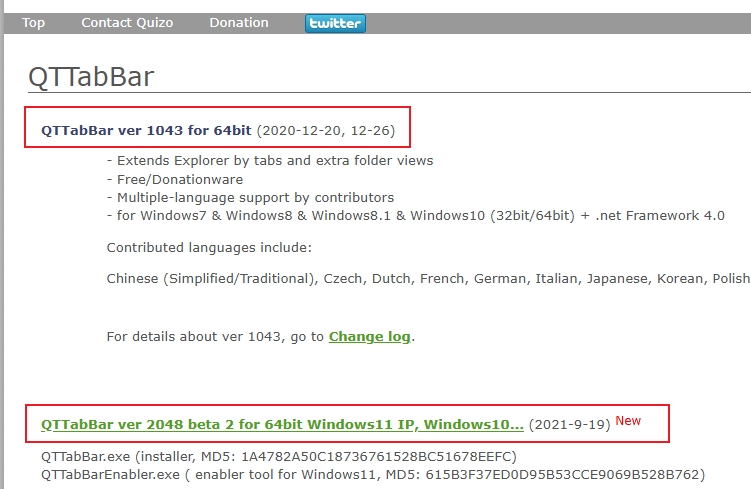 Top Contact Quizo Donation twitter
QTTabBar
QTTabBar ver 1043 for 64bit (2020-12-20, 12-26)
- Extends Explorer by tabs and extra folder views
- Free/Donationware
- Multiple-language support by contributors
- for Windows7 & Windows8 & Windows8.1 & Windows10 (32bit/64bit) + .net Framework 4.0
Contributed languages include:
Chinese (Simplified/Traditional), Czech, Dutch, French, German, Italian, Japanese, Korean, Polish
For details about ver 1043, go to Change log.
QTTabBar ver 2048 beta 2 for 64bit Windows11 IP, Windows10... (2021-9-19) New
QTTabBar.exe (installer, MD5: 1A4782A50C18736761528BC51678EEFC)
QTTabBarEnabler.exe ( enabler tool for Windows11, MD5: 615B3F37ED0D95B53CCE9069B528B762)